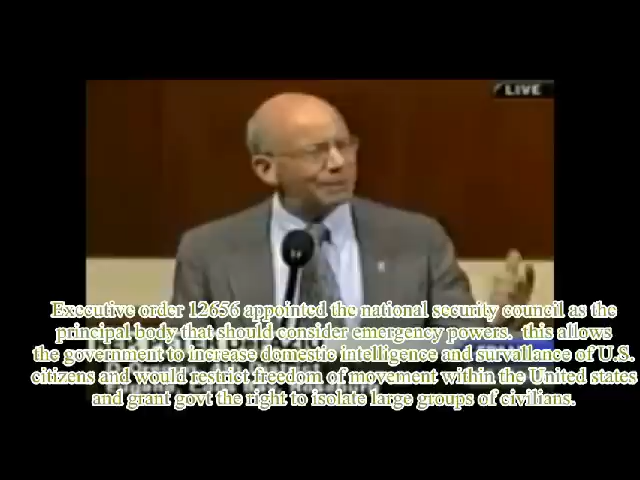 LIVE
Executive order 12656 appointed the national security council as the
principal body that should consider emergency powers. this allows
the government to increase domestic intelligence and survallance of U.S.
citizens and would restrict freedom of movement within the United states
and grant govt the right to isolate large groups of civilians.